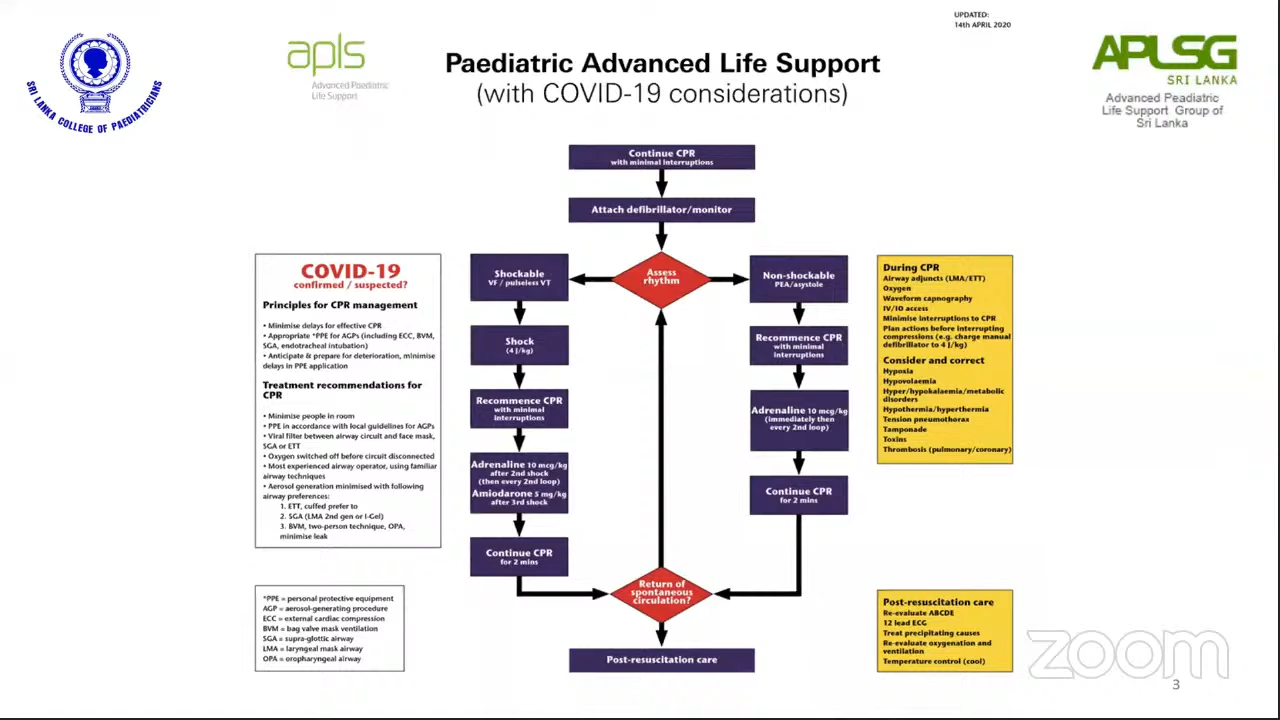 UPDATED:
14th APRIL 2020
SRI LANKA COLLEGE OF PAEDIATRICIANS
apls
Advanced Paediatric
Life Support
Paediatric Advanced Life Support
(with COVID-19 considerations)
APLSG
SRI LANKA
Advanced Peadiatric
Life Support Group of
Sri Lanka
Continue CPR
with minimal interruptions
Attach defibrillator/monitor
Assess
rhythm
COVID-19
confirmed / suspected?
Principles for CPR management
• Minimise delays for effective CPR
• Appropriate *PPE for AGPs (including ECC, BVM,
SGA, endotracheal intubation)
• Anticipate & prepare for deterioration, minimise
delays in PPE application
Treatment recommendations for
CPR
• Minimise people in room
• PPE in accordance with local guidelines for AGPs
• Viral filter between airway circuit and face mask,
SGA or ETT
• Oxygen switched off before circuit disconnected
• Most experienced airway operator, using familiar
airway techniques
• Aerosol generation minimised with following
airway preferences:
1. ETT, cuffed prefer to
2. SGA (LMA 2nd gen or I-Gel)
3. BVM, two-person technique, OPA,
minimise leak
*PPE = personal protective equipment
AGP = aerosol-generating procedure
ECC = external cardiac compression
BVM = bag valve mask ventilation
SGA = supra-glottic airway
LMA = laryngeal mask airway
OPA = oropharyngeal airway
Shockable
VF / pulseless VT
Shock
(4 J/kg)
Recommence CPR
with minimal
interruptions
Adrenaline 10 mcg/kg
after 2nd shock
(then every 2nd loop)
Amiodarone 5 mg/kg
after 3rd shock
Continue CPR
for 2 mins
Non-shockable
PEA/asystole
Recommence CPR
with minimal
interruptions
Adrenaline 10 mcg/kg
(immediately then
every 2nd loop)
Continue CPR
for 2 mins
Return of
spontaneous
circulation?
Post-resuscitation care
During CPR
Airway adjuncts (LMA/ETT)
Oxygen
Waveform capnography
IV/IO access
Minimise interruptions to CPR
Plan actions before interrupting
compressions (e.g. charge manual
defibrillator to 4 J/kg)
Consider and correct
Hypoxia
Hypovolaemia
Hyper/hypokalaemia/metabolic
disorders
Hypothermia/hyperthermia
Tension pneumothorax
Tamponade
Toxins
Thrombosis (pulmonary/coronary)
Post-resuscitation care
Re-evaluate ABCDE
12 lead ECG
Treat precipitating causes
Re-evaluate oxygenation and
ventilation
Temperature control (cool)
zoom
3